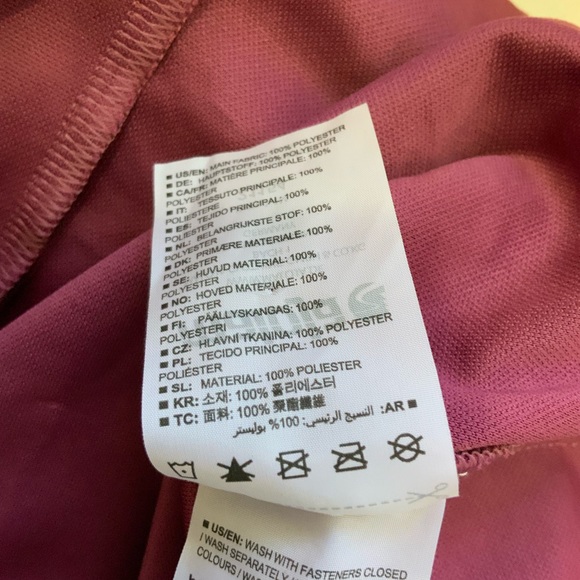 ■ US/EN: MAIN FABRIC: 100% POLYESTER
■ DE: HAUPTSTOFF: 100% POLYESTER
■ CA/FR: MATIÈRE PRINCIPALE: 100%
POLYESTER
■ IT: TESSUTO PRINCIPALE: 100%
POLIESTERE
■ ES: TEJIDO PRINCIPAL: 100%
POLYESTER
■ NL: BELANGRIJKSTE STOF: 100%
POLYESTER
■ DK: PRIMÆRE MATERIALE: 100%
POLYESTER
■ SE: HUVUD MATERIAL: 100%
POLYESTER
■ NO: HOVED MATERIALE: 100%
POLYESTER
■ FI: PÄÄLLYSKANGAS: 100%
POLYESTERI
■ CZ: HLAVNÍ TKANINA: 100% POLYESTER
■ PL: TECIDO PRINCIPAL: 100%
POLIÉSTER
■ SL: MATERIAL: 100% POLIESTER
■ KR: 소재: 100% 폴리에스터
■ TC: 面料: 100% 聚酯纖維
■ AR: النسيج الرئيسي: 100% بوليستر
■ US/EN: WASH WITH FASTENERS CLOSED
/ WASH SEPARATELY
COLOURS / WASH